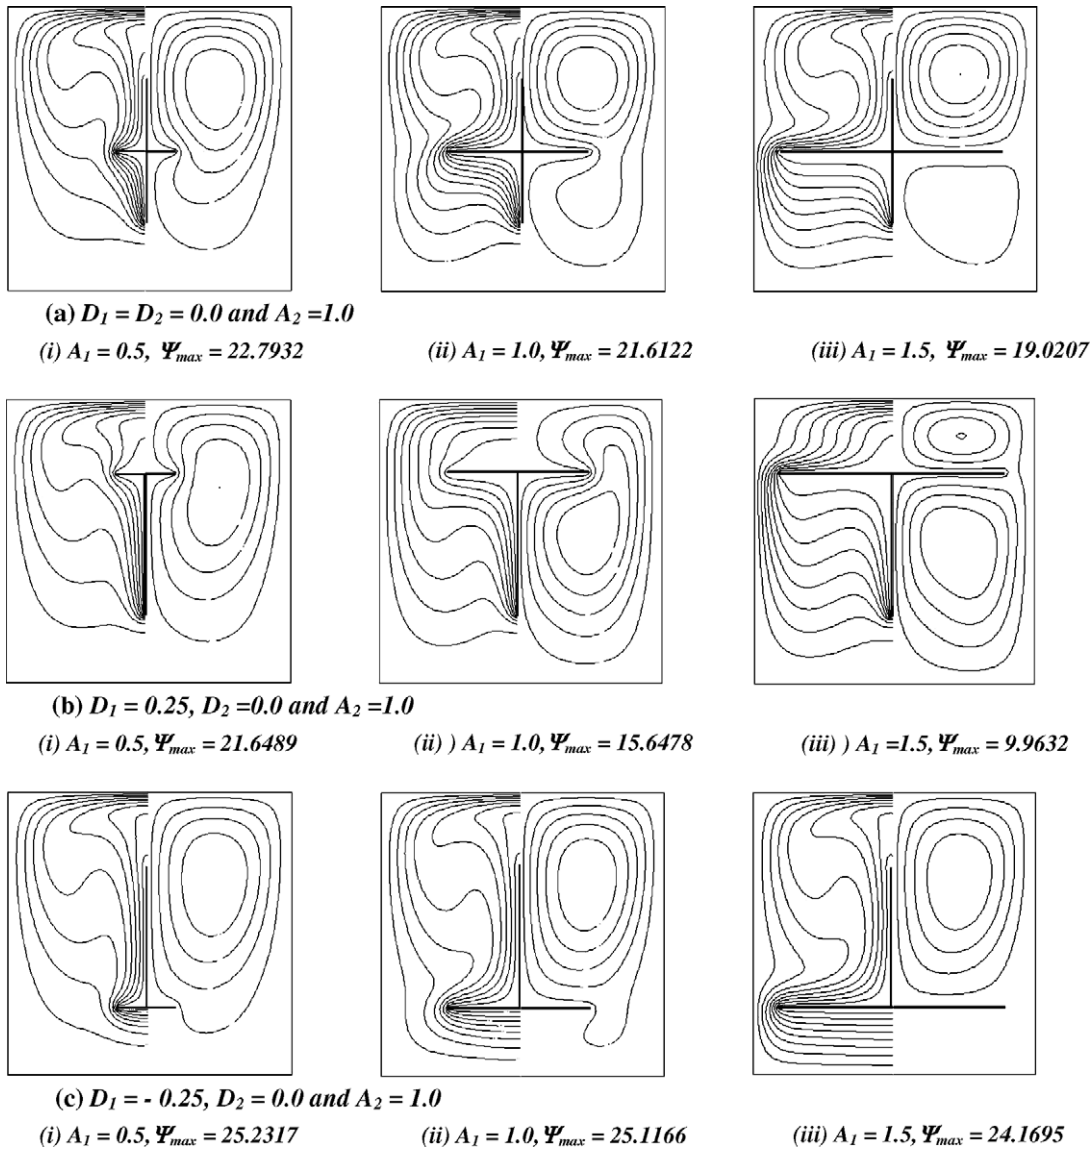 (a) D₁ = D₂ = 0.0 and A₂ =1.0
(i) A₁ = 0.5, Ψmax = 22.7932
(ii) A₁ = 1.0, Ψmax = 21.6122
(iii) A₁ = 1.5, Ψmax = 19.0207
(b) D₁ = 0.25, D₂ =0.0 and A₂ =1.0
(i) A₁ = 0.5, Ψmax = 21.6489
(ii) ) A₁ = 1.0, Ψmax = 15.6478
(iii) ) A₁ =1.5, Ψmax = 9.9632
(c) D₁ = - 0.25, D₂ = 0.0 and A₂ = 1.0
(i) A₁ = 0.5, Ψmax = 25.2317
(ii) A₁ = 1.0, Ψmax = 25.1166
(iii) A₁ = 1.5, Ψmax = 24.1695